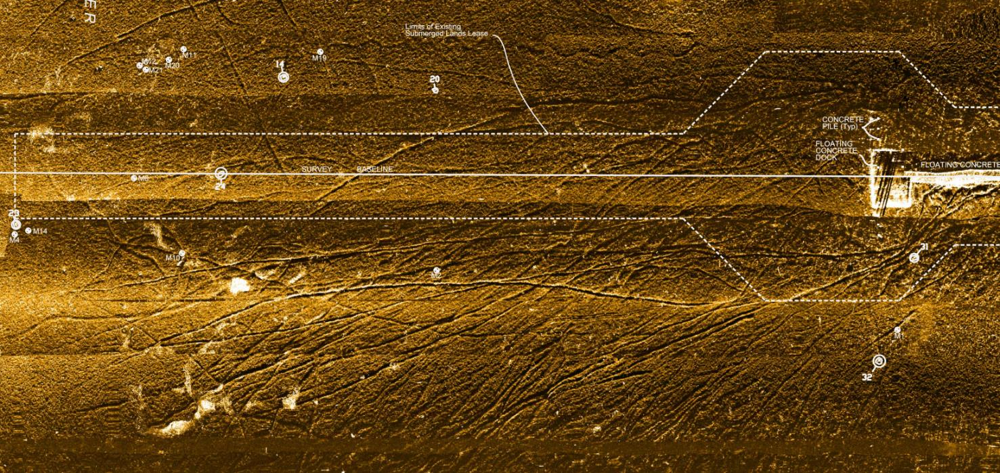 ER
Limits of Existing
Submerged Lands Lease
M11
M12
M20
M21
14
M19
20
CONCRETE
PILE (Typ)
FLOATING
CONCRETE
DOCK
FLOATING CONCRETE
SURVEY BASELINE
M6
24
23
M14
M4
31
M10
M2
M1
32